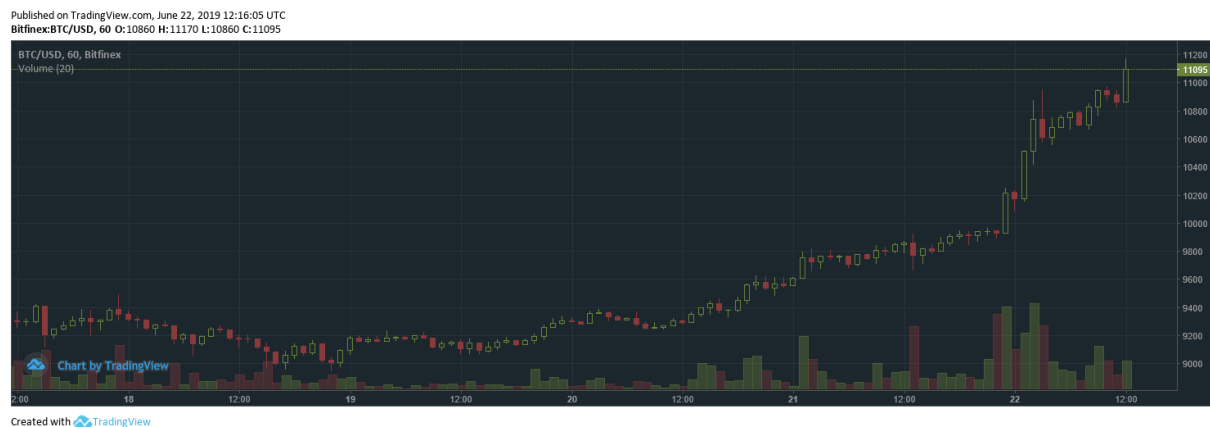 Published on TradingView.com, June 22, 2019 12:16:05 UTC
Bitfinex:BTC/USD, 60 O:10860 H:11170 L:10860 C:11095
BTC/USD, 60, Bitfinex
Volume (20)
11200
11095
11000
10800
10600
10400
10200
10000
9800
9600
9400
9200
9000
Chart by TradingView
2:00 18 12:00 19 12:00 20 12:00 21 12:00 22 12:00
Created with TradingView